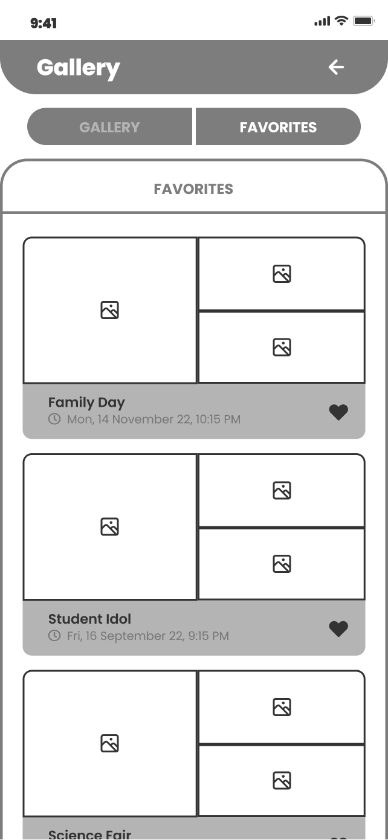 9:41
Gallery
GALLERY
FAVORITES
FAVORITES
Family Day
Mon, 14 November 22, 10:15 PM
Student Idol
Fri, 16 September 22, 9:15 PM
Science Fair